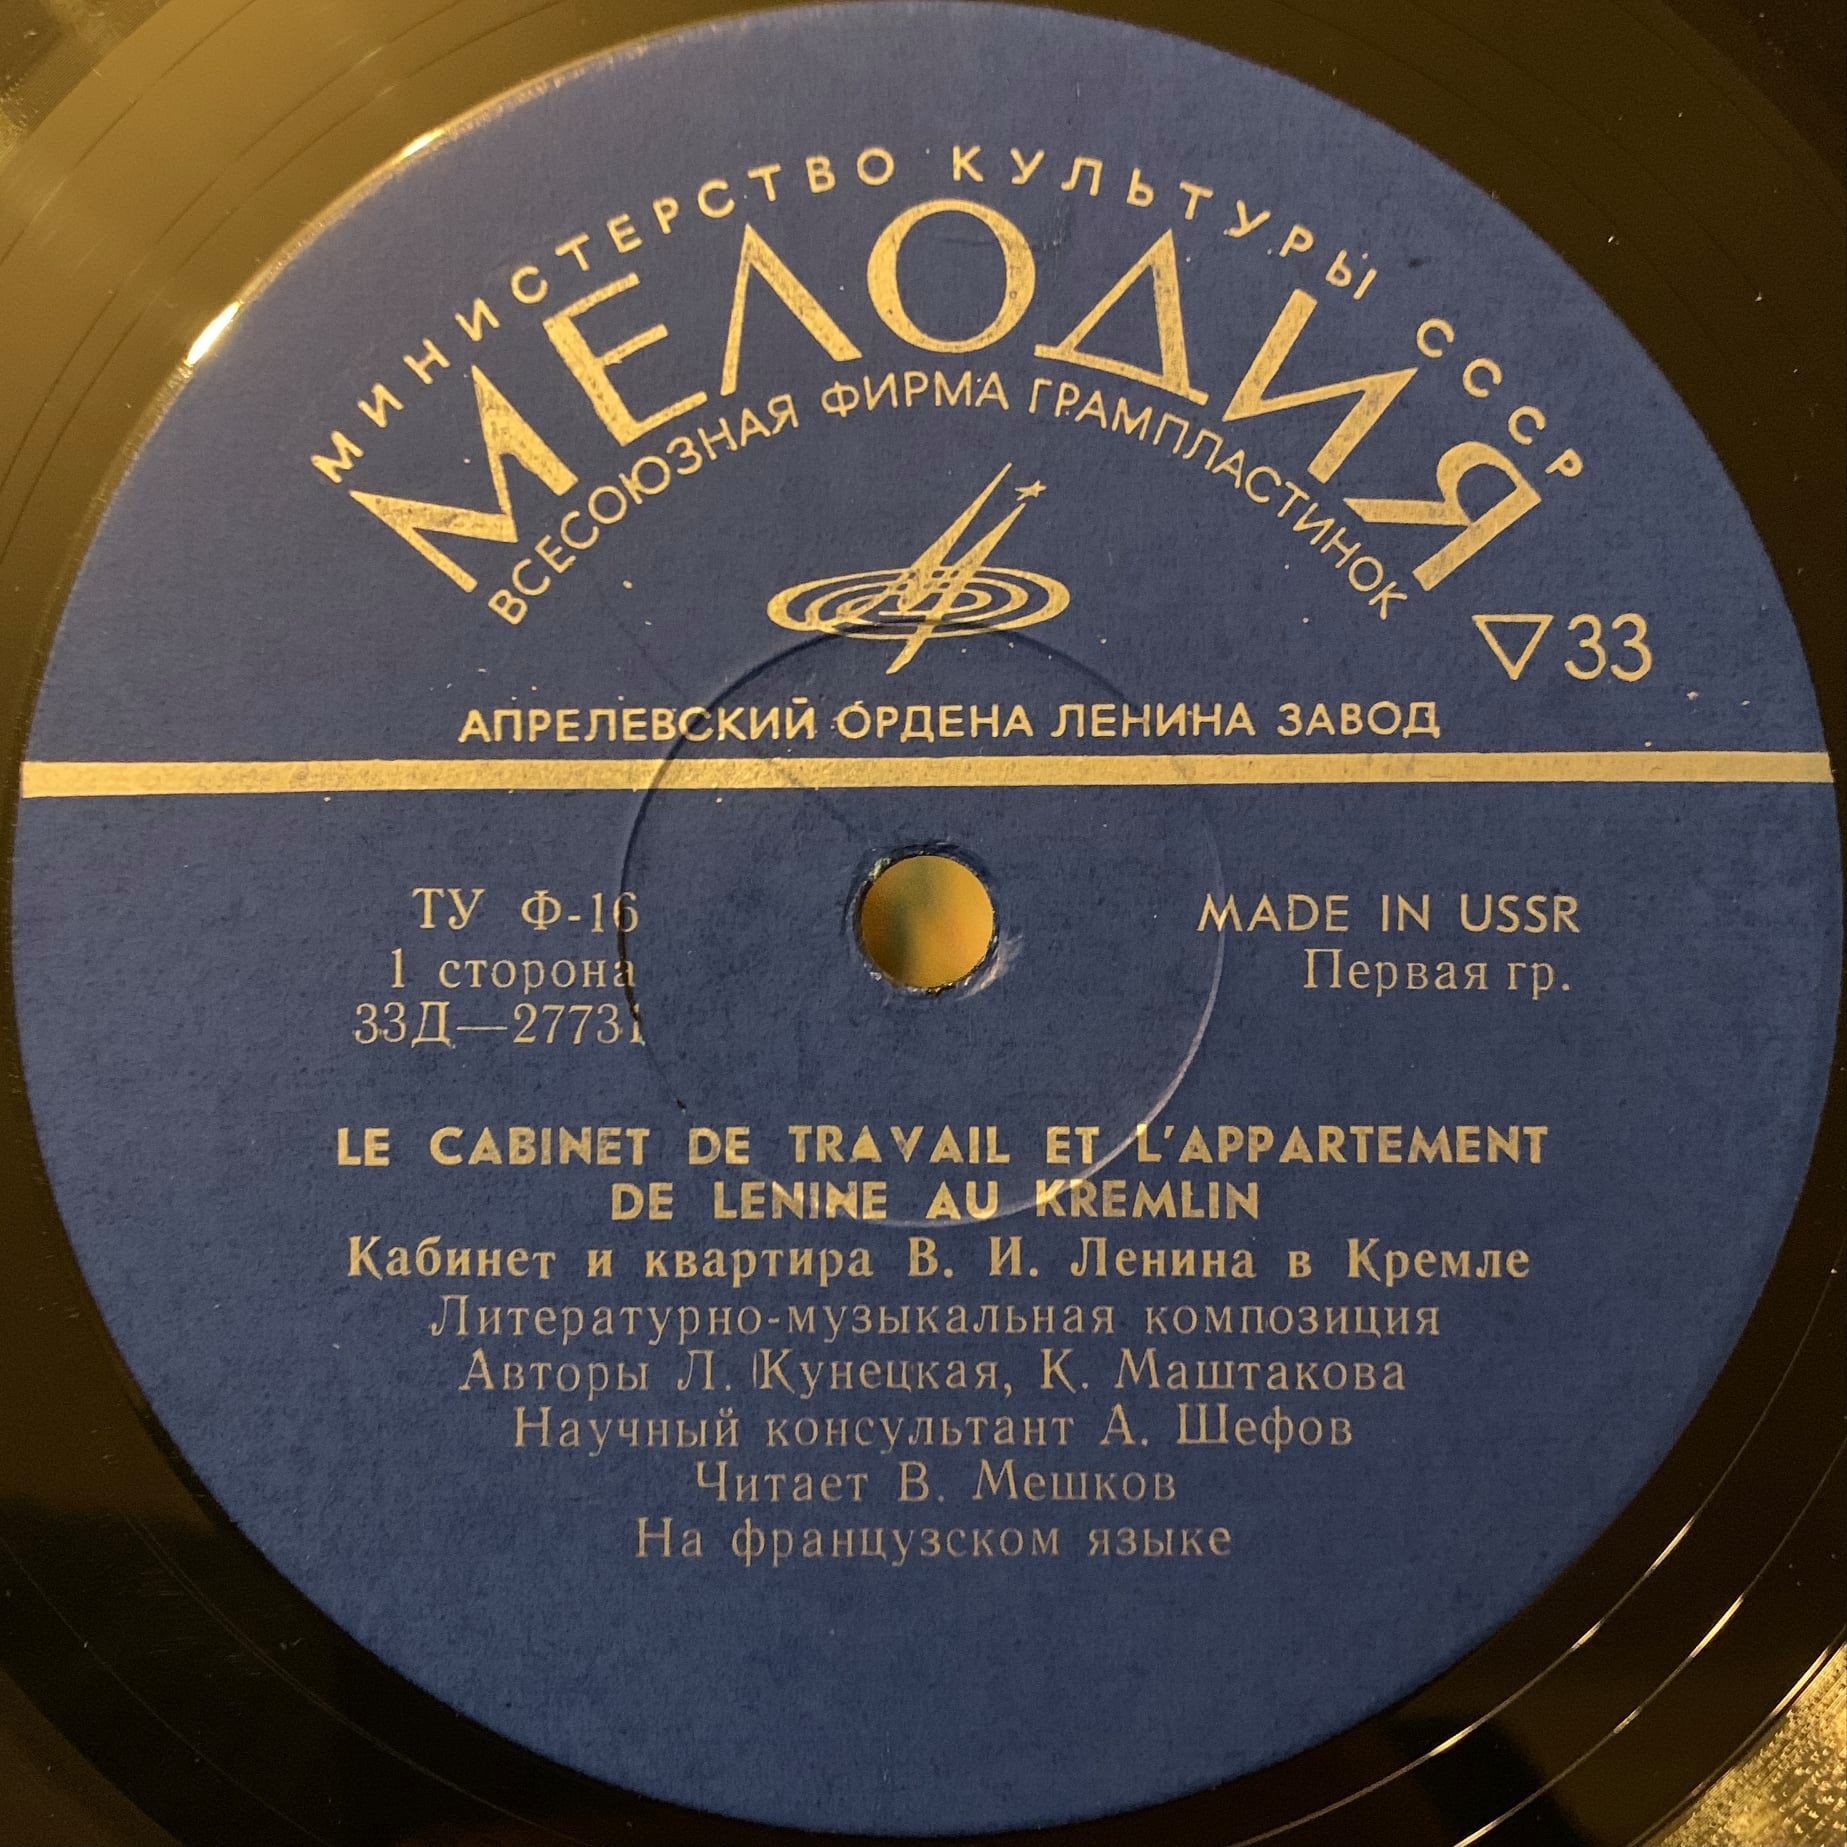 МИНИСТЕРСТВО КУЛЬТУРЫ СССР
МЕЛОДИЯ
ВСЕСОЮЗНАЯ ФИРМА ГРАМПЛАСТИНОК
▽33
АПРЕЛЕВСКИЙ ОРДЕНА ЛЕНИНА ЗАВОД
ТУ Ф-16
1 сторона
33Д—27731
MADE IN USSR
Первая гр.
LE CABINET DE TRAVAIL ET L'APPARTEMENT
DE LENINE AU KREMLIN
Кабинет и квартира В. И. Ленина в Кремле
Литературно-музыкальная композиция
Авторы Л. Кунецкая, К. Маштакова
Научный консультант А. Шефов
Читает В. Мешков
На французском языке